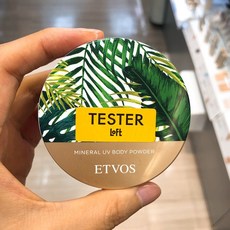 TESTER
LoFt
MINERAL UV BODY POWDER
ETVOS